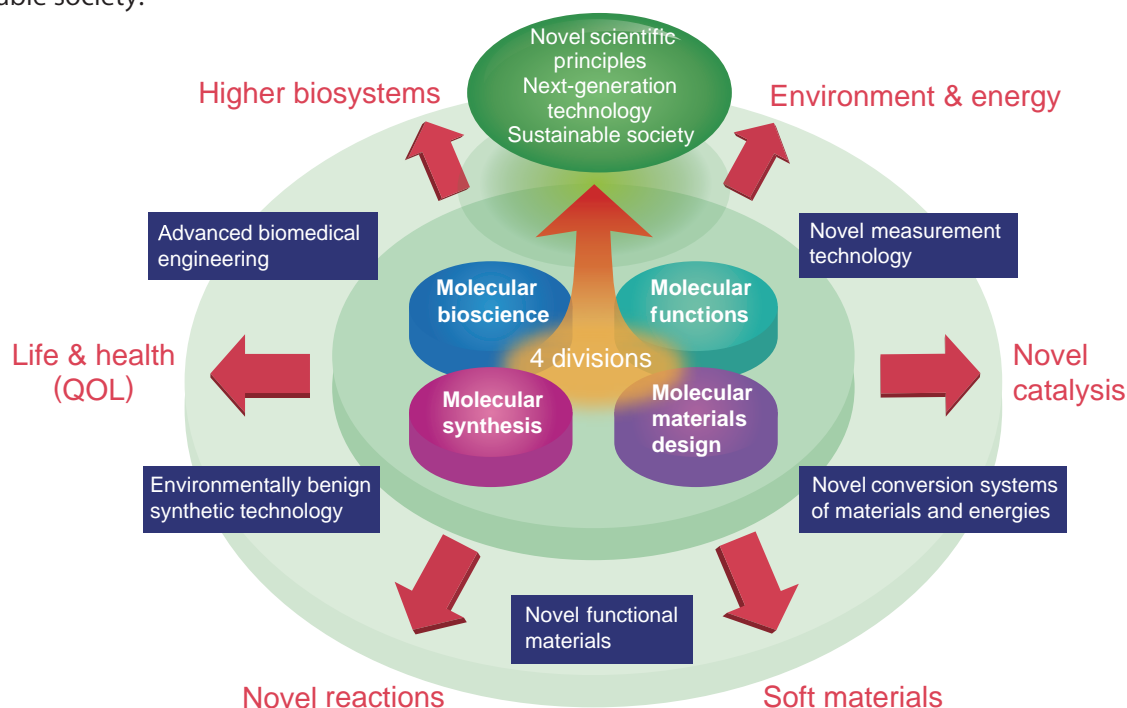 able society.
Novel scientific
principles
Next-generation
technology
Sustainable society
Higher biosystems
Environment & energy
Advanced biomedical
engineering
Novel measurement
technology
Molecular
bioscience
Molecular
functions
4 divisions
Life & health
(QOL)
Novel
catalysis
Molecular
synthesis
Molecular
materials
design
Environmentally benign
synthetic technology
Novel conversion systems
of materials and energies
Novel functional
materials
Novel reactions
Soft materials